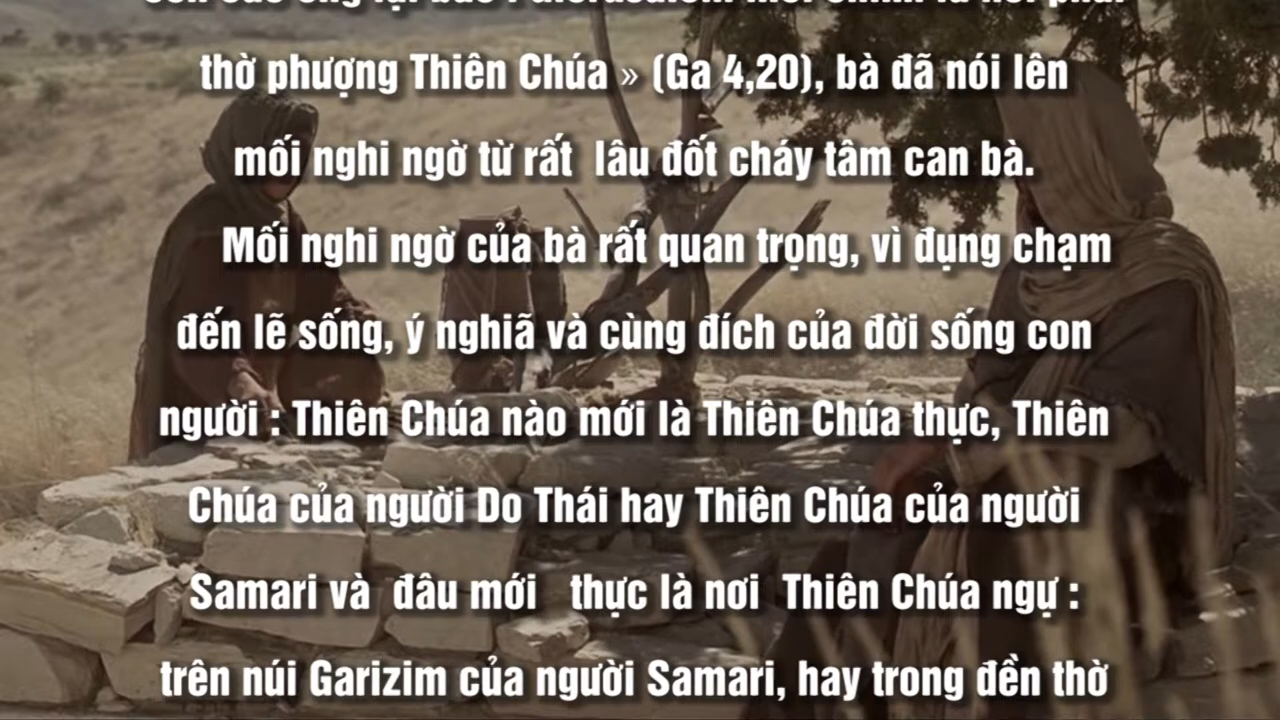 thờ phượng Thiên Chúa » (Ga 4,20), bà đã nói lên
mối nghi ngờ từ rất lâu đốt cháy tâm can bà.
Mối nghi ngờ của bà rất quan trọng, vì đụng chạm
đến lẽ sống, ý nghiã và cùng đích của đời sống con
người : Thiên Chúa nào mới là Thiên Chúa thực, Thiên
Chúa của người Do Thái hay Thiên Chúa của người
Samari và đâu mới thực là nơi Thiên Chúa ngự :
trên núi Garizim của người Samari, hay trong đền thờ